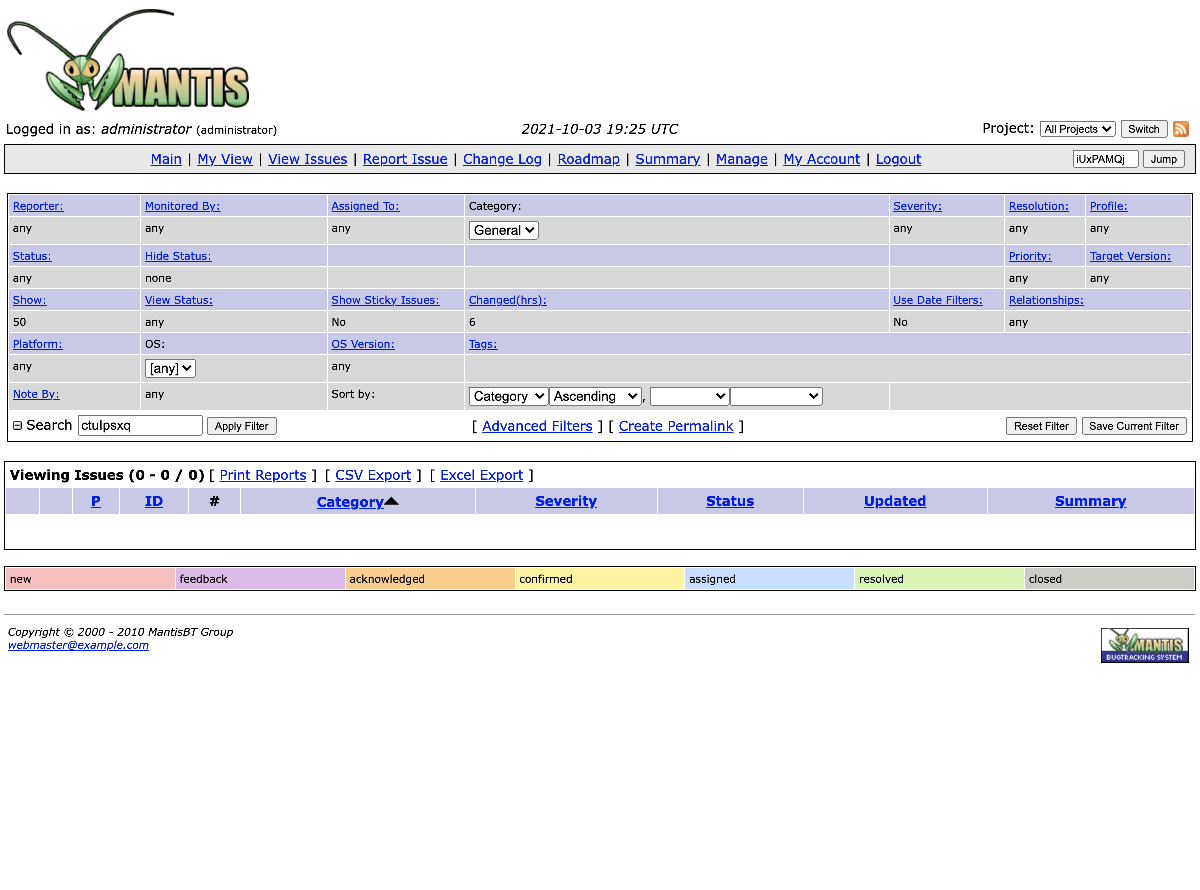 MANTIS
Logged in as: administrator (administrator)
2021-10-03 19:25 UTC
Project: All Projects Switch
Main | My View | View Issues | Report Issue | Change Log | Roadmap | Summary | Manage | My Account | Logout
iUxPAMQj Jump
Reporter: Monitored By: Assigned To: Category: Severity: Resolution: Profile:
any any any General any any any
Status: Hide Status: Priority: Target Version:
any none any any
Show: View Status: Show Sticky Issues: Changed(hrs): Use Date Filters: Relationships:
50 any No 6 No any
Platform: OS: OS Version: Tags:
any [any] any
Note By: any Sort by: Category Ascending ,
Search ctulpsxq Apply Filter [ Advanced Filters ] [ Create Permalink ] Reset Filter Save Current Filter
Viewing Issues (0 - 0 / 0) [ Print Reports ] [ CSV Export ] [ Excel Export ]
P ID # Category Severity Status Updated Summary
new feedback acknowledged confirmed assigned resolved closed
Copyright © 2000 - 2010 MantisBT Group
webmaster@example.com
MANTIS
BUGTRACKING SYSTEM